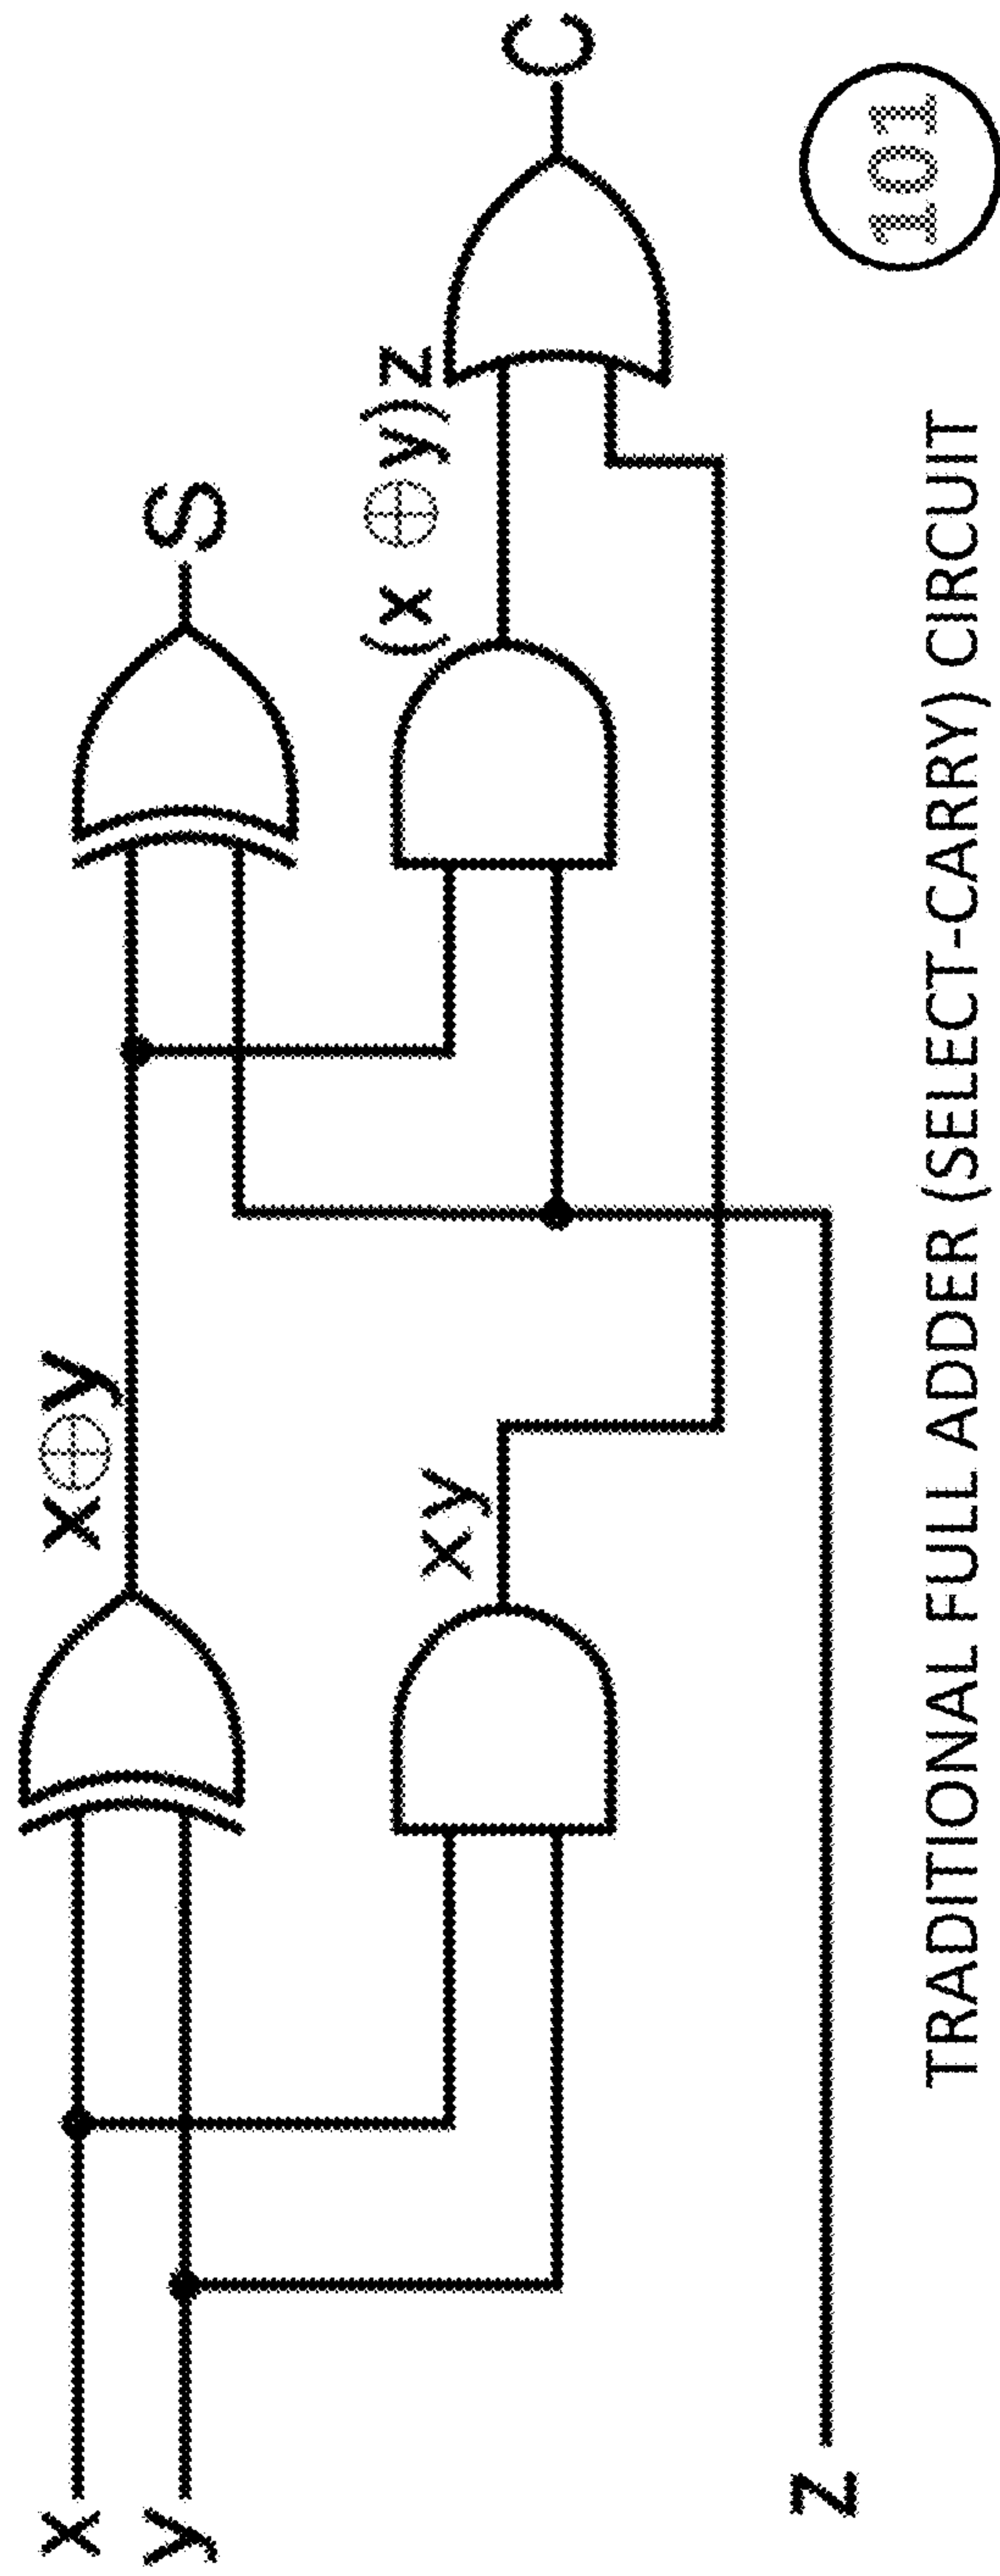 x
y
z
x⊕y
xy
S
(x ⊕y)z
C
TRADITIONAL FULL ADDER (SELECT-CARRY) CIRCUIT
101